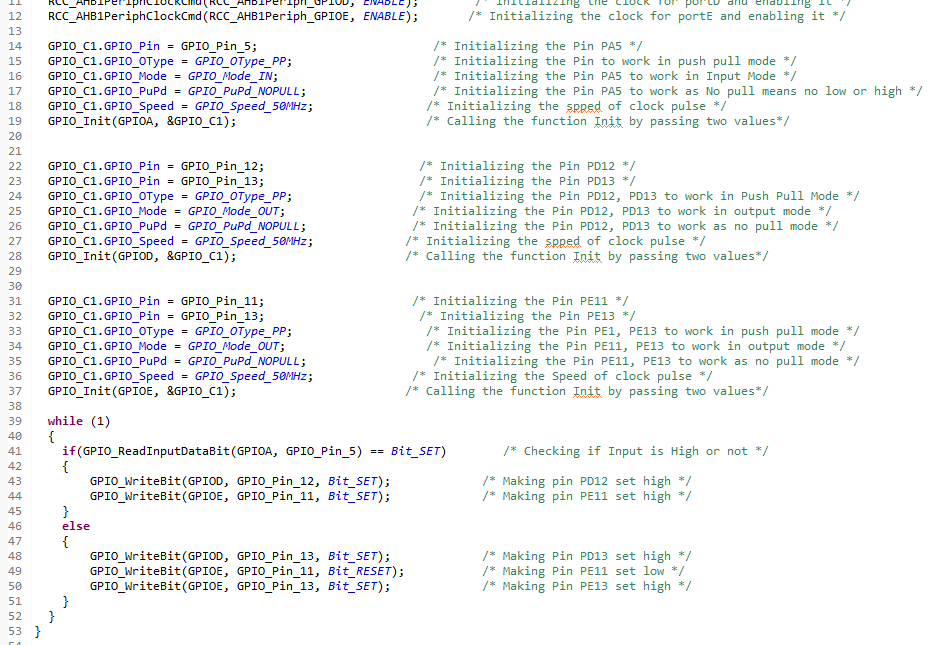 11 RCC_AHB1PeriphClockCmd(RCC_AHB1Periph_GPIOD, ENABLE); /* Initializing the clock for portD and enabling it */
12 RCC_AHB1PeriphClockCmd(RCC_AHB1Periph_GPIOE, ENABLE); /* Initializing the clock for portE and enabling it */
13
14 GPIO_C1.GPIO_Pin = GPIO_Pin_5; /* Initializing the Pin PA5 */
15 GPIO_C1.GPIO_OType = GPIO_OType_PP; /* Initializing the Pin to work in push pull mode */
16 GPIO_C1.GPIO_Mode = GPIO_Mode_IN; /* Initializing the Pin PA5 to work in Input Mode */
17 GPIO_C1.GPIO_PuPd = GPIO_PuPd_NOPULL; /* Initializing the Pin PA5 to work as No pull means no low or high */
18 GPIO_C1.GPIO_Speed = GPIO_Speed_50MHz; /* Initializing the spped of clock pulse */
19 GPIO_Init(GPIOA, &GPIO_C1); /* Calling the function Init by passing two values*/
20
21
22 GPIO_C1.GPIO_Pin = GPIO_Pin_12; /* Initializing the Pin PD12 */
23 GPIO_C1.GPIO_Pin = GPIO_Pin_13; /* Initializing the Pin PD13 */
24 GPIO_C1.GPIO_OType = GPIO_OType_PP; /* Initializing the Pin PD12, PD13 to work in Push Pull Mode */
25 GPIO_C1.GPIO_Mode = GPIO_Mode_OUT; /* Initializing the Pin PD12, PD13 to work in output mode */
26 GPIO_C1.GPIO_PuPd = GPIO_PuPd_NOPULL; /* Initializing the Pin PD12, PD13 to work as no pull mode */
27 GPIO_C1.GPIO_Speed = GPIO_Speed_50MHz; /* Initializing the spped of clock pulse */
28 GPIO_Init(GPIOD, &GPIO_C1); /* Calling the function Init by passing two values*/
29
30
31 GPIO_C1.GPIO_Pin = GPIO_Pin_11; /* Initializing the Pin PE11 */
32 GPIO_C1.GPIO_Pin = GPIO_Pin_13; /* Initializing the Pin PE13 */
33 GPIO_C1.GPIO_OType = GPIO_OType_PP; /* Initializing the Pin PE1, PE13 to work in push pull mode */
34 GPIO_C1.GPIO_Mode = GPIO_Mode_OUT; /* Initializing the Pin PE11, PE13 to work in output mode */
35 GPIO_C1.GPIO_PuPd = GPIO_PuPd_NOPULL; /* Initializing the Pin PE11, PE13 to work as no pull mode */
36 GPIO_C1.GPIO_Speed = GPIO_Speed_50MHz; /* Initializing the Speed of clock pulse */
37 GPIO_Init(GPIOE, &GPIO_C1); /* Calling the function Init by passing two values*/
38
39 while (1)
40 {
41 if(GPIO_ReadInputDataBit(GPIOA, GPIO_Pin_5) == Bit_SET) /* Checking if Input is High or not */
42 {
43 GPIO_WriteBit(GPIOD, GPIO_Pin_12, Bit_SET); /* Making pin PD12 set high */
44 GPIO_WriteBit(GPIOE, GPIO_Pin_11, Bit_SET); /* Making pin PE11 set high */
45 }
46 else
47 {
48 GPIO_WriteBit(GPIOD, GPIO_Pin_13, Bit_SET); /* Making Pin PD13 set high */
49 GPIO_WriteBit(GPIOE, GPIO_Pin_11, Bit_RESET); /* Making Pin PE11 set low */
50 GPIO_WriteBit(GPIOE, GPIO_Pin_13, Bit_SET); /* Making Pin PE13 set high */
51 }
52 }
53 }